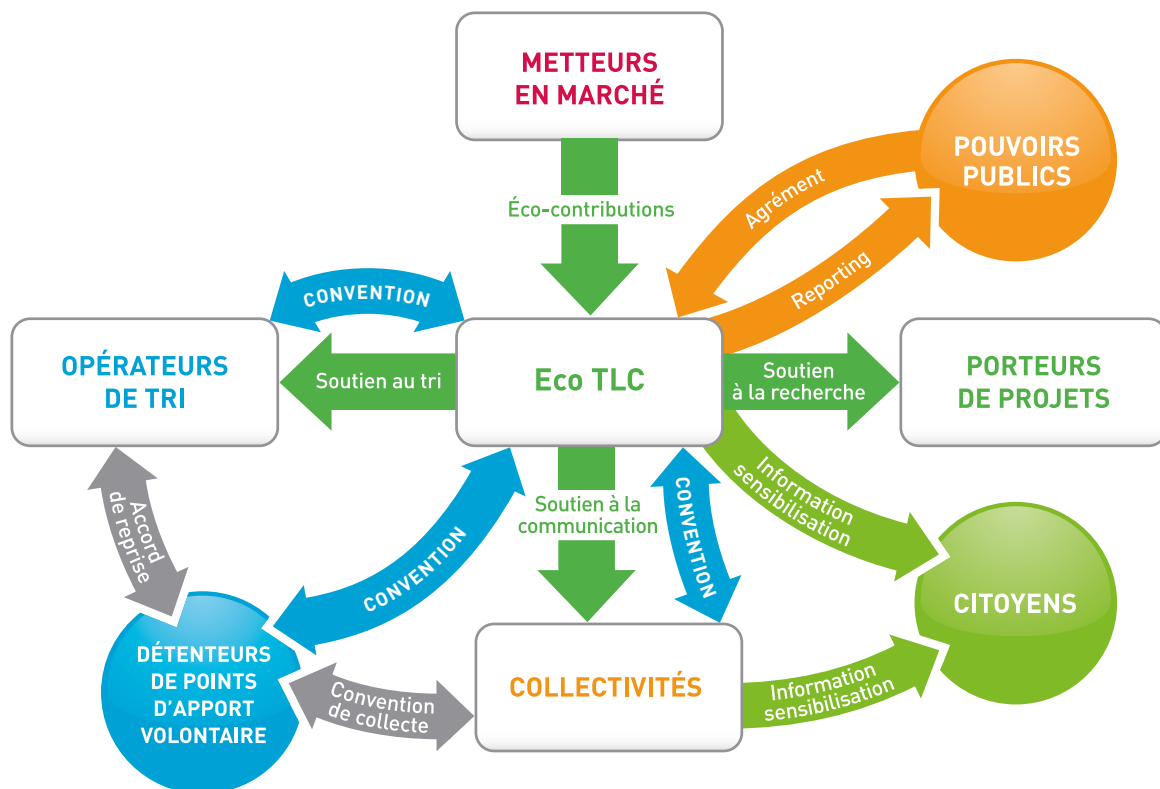 METTEURS
EN MARCHÉ
POUVOIRS
PUBLICS
Éco-contributions
Agrément
Reporting
CONVENTION
OPÉRATEURS
DE TRI
Soutien au tri
Eco TLC
Soutien
à la recherche
PORTEURS
DE PROJETS
Accord
de reprise
CONVENTION
Soutien à la
communication
CONVENTION
Information
sensibilisation
CITOYENS
DÉTENTEURS
DE POINTS
D'APPORT
VOLONTAIRE
Convention
de collecte
COLLECTIVITÉS
Information
sensibilisation